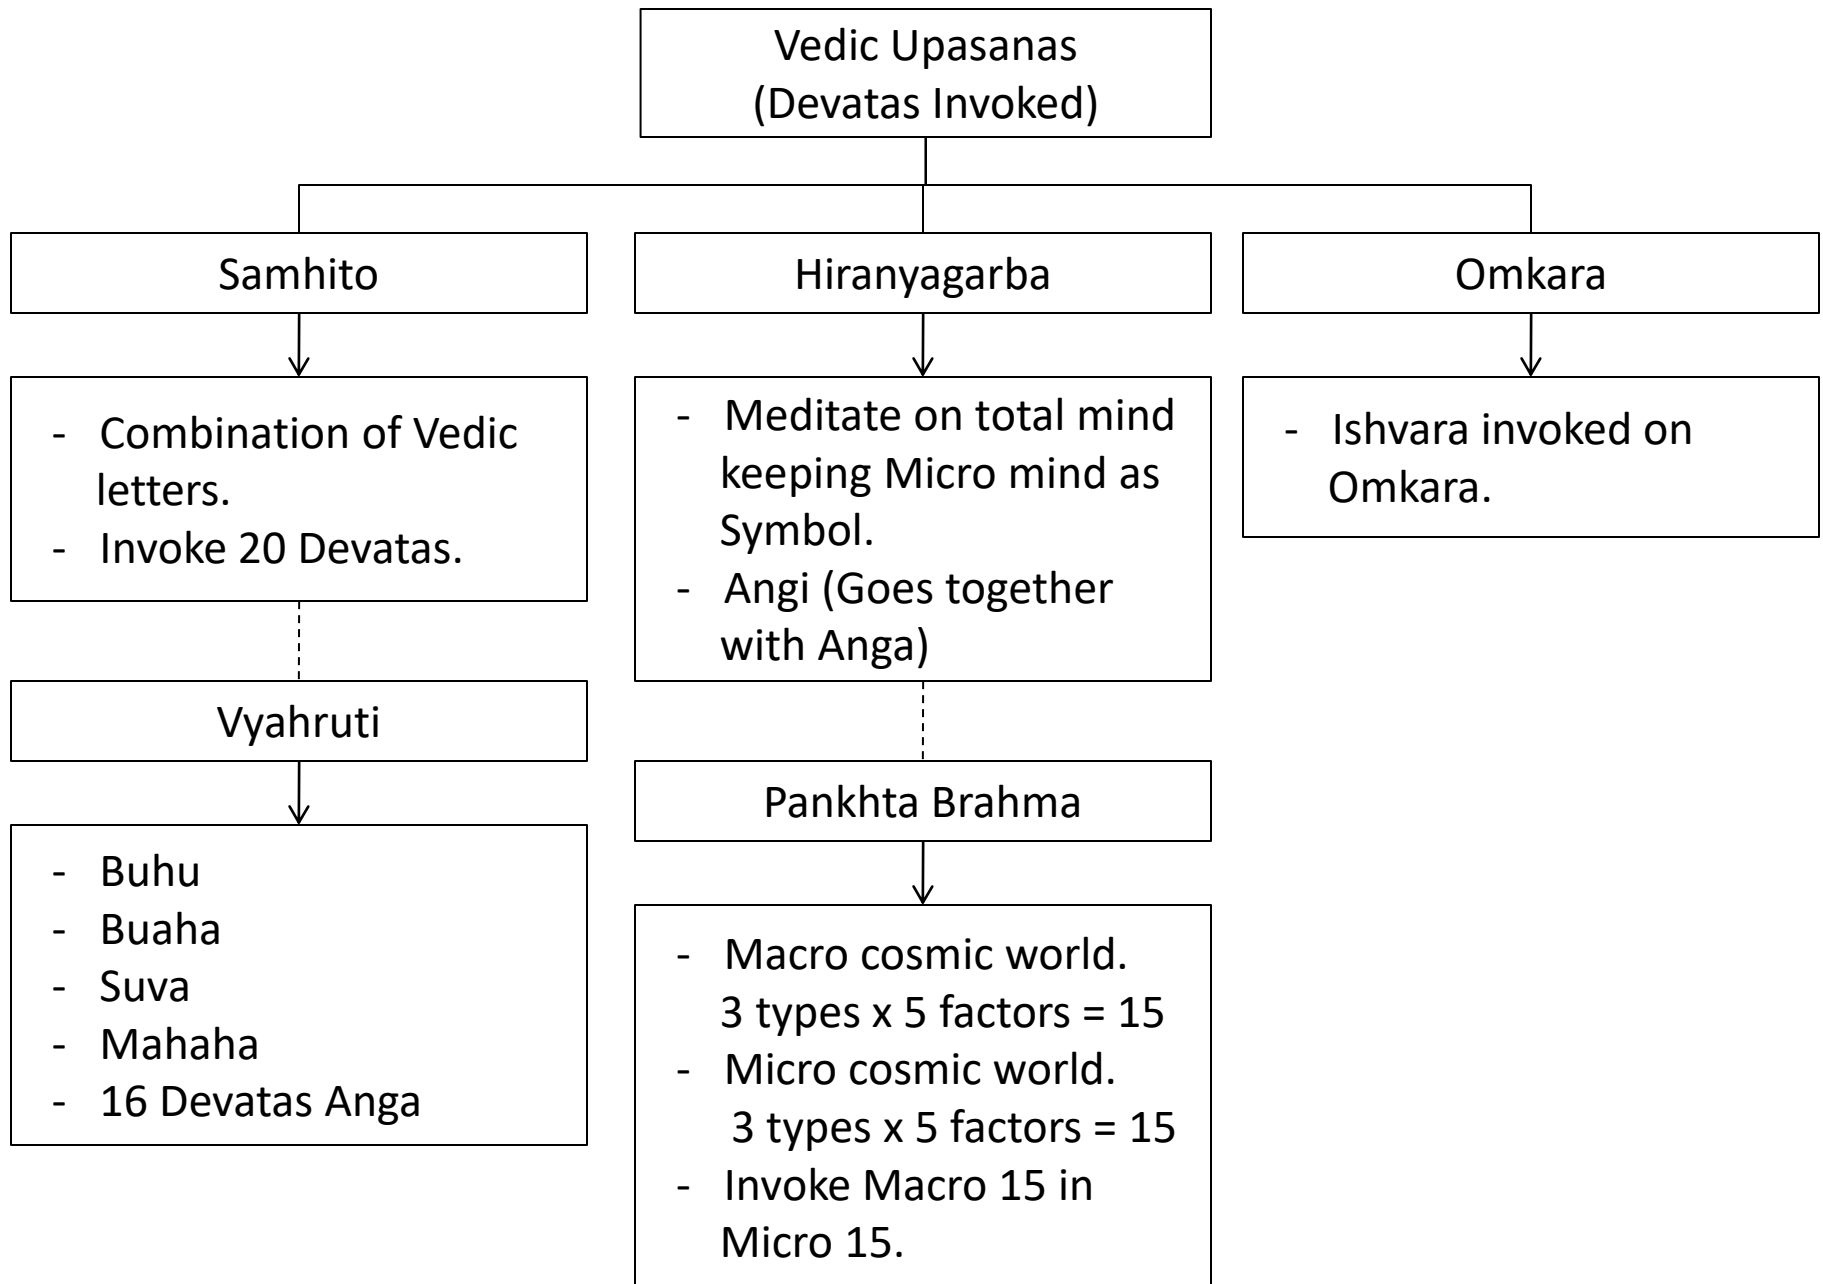 Vedic Upasanas
(Devatas Invoked)
Samhito
Hiranyagarba
Omkara
- Combination of Vedic
letters.
- Invoke 20 Devatas.
- Meditate on total mind
keeping Micro mind as
Symbol.
- Angi (Goes together
with Anga)
- Ishvara invoked on
Omkara.
Vyahruti
Pankhta Brahma
- Buhu
- Buaha
- Suva
- Mahaha
- 16 Devatas Anga
- Macro cosmic world.
3 types x 5 factors = 15
- Micro cosmic world.
3 types x 5 factors = 15
- Invoke Macro 15 in
Micro 15.